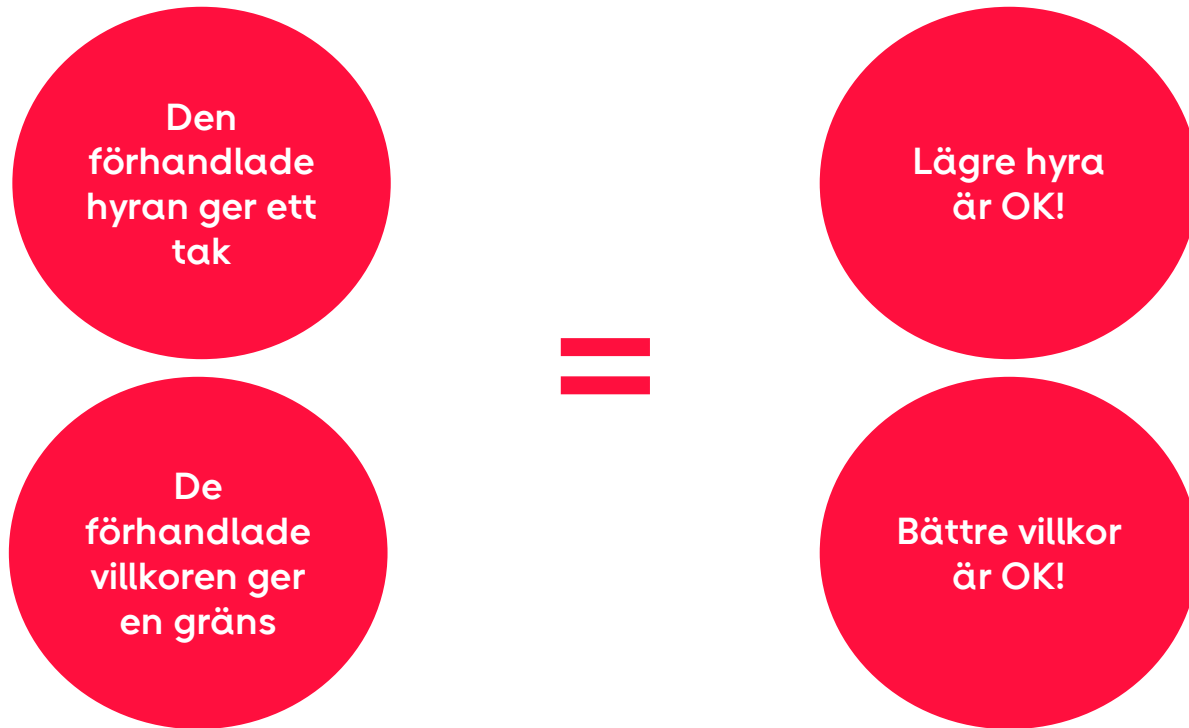 Den
förhandlade
hyran ger ett
tak
Lägre hyra
är OK!
=
De
förhandlade
villkoren ger
en gräns
Bättre villkor
är OK!